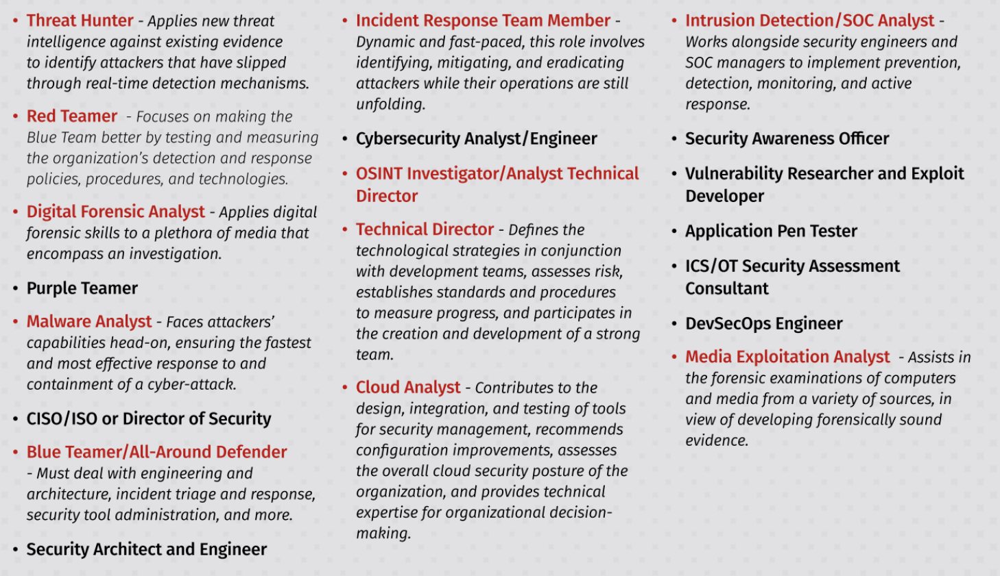 • Threat Hunter - Applies new threat
intelligence against existing evidence
to identify attackers that have slipped
through real-time detection mechanisms.
• Red Teamer - Focuses on making the
Blue Team better by testing and measuring
the organization’s detection and response
policies, procedures, and technologies.
• Digital Forensic Analyst - Applies digital
forensic skills to a plethora of media that
encompass an investigation.
• Purple Teamer
• Malware Analyst - Faces attackers’
capabilities head-on, ensuring the fastest
and most effective response to and
containment of a cyber-attack.
• CISO/ISO or Director of Security
• Blue Teamer/All-Around Defender
- Must deal with engineering and
architecture, incident triage and response,
security tool administration, and more.
• Security Architect and Engineer
• Incident Response Team Member -
Dynamic and fast-paced, this role involves
identifying, mitigating, and eradicating
attackers while their operations are still
unfolding.
• Cybersecurity Analyst/Engineer
• OSINT Investigator/Analyst Technical
Director
• Technical Director - Defines the
technological strategies in conjunction
with development teams, assesses risk,
establishes standards and procedures
to measure progress, and participates in
the creation and development of a strong
team.
• Cloud Analyst - Contributes to the
design, integration, and testing of tools
for security management, recommends
configuration improvements, assesses
the overall cloud security posture of the
organization, and provides technical
expertise for organizational decision-
making.
• Intrusion Detection/SOC Analyst -
Works alongside security engineers and
SOC managers to implement prevention,
detection, monitoring, and active
response.
• Security Awareness Officer
• Vulnerability Researcher and Exploit
Developer
• Application Pen Tester
• ICS/OT Security Assessment
Consultant
• DevSecOps Engineer
• Media Exploitation Analyst - Assists in
the forensic examinations of computers
and media from a variety of sources, in
view of developing forensically sound
evidence.